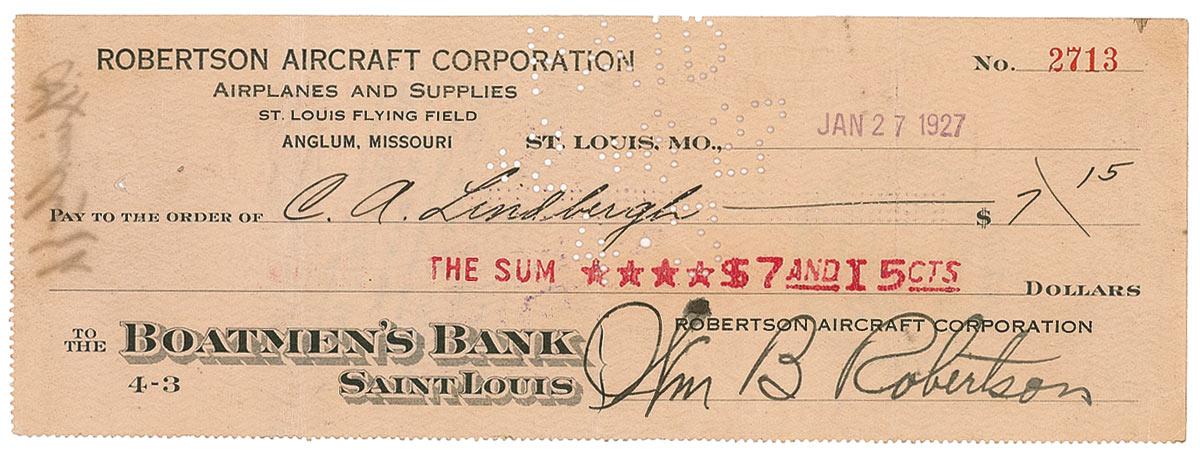 ROBERTSON AIRCRAFT CORPORATION
No. 2713
AIRPLANES AND SUPPLIES
ST. LOUIS FLYING FIELD
ANGLUM, MISSOURI ST. LOUIS, MO., JAN 27 1927
PAY TO THE ORDER OF C. A. Lindbergh $ 7 15
THE SUM ★★★★$7 AND 15 CTS DOLLARS
TO THE BOATMEN'S BANK
4-3 SAINT LOUIS
ROBERTSON AIRCRAFT CORPORATION
Wm B Robertson